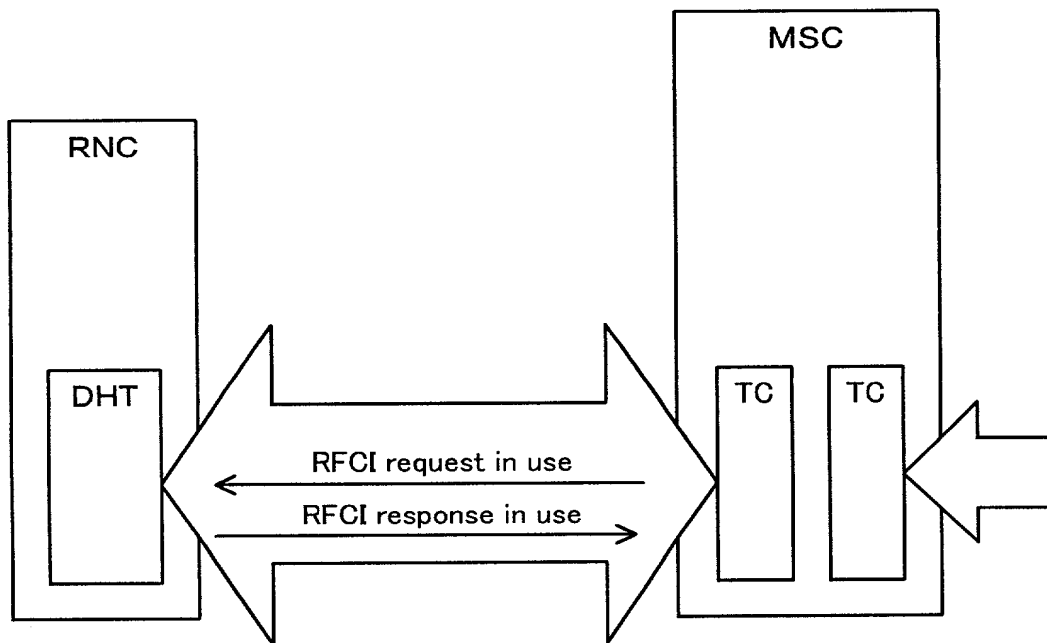 MSC
RNC
DHT
TC
TC
RFCI request in use
RFCI response in use